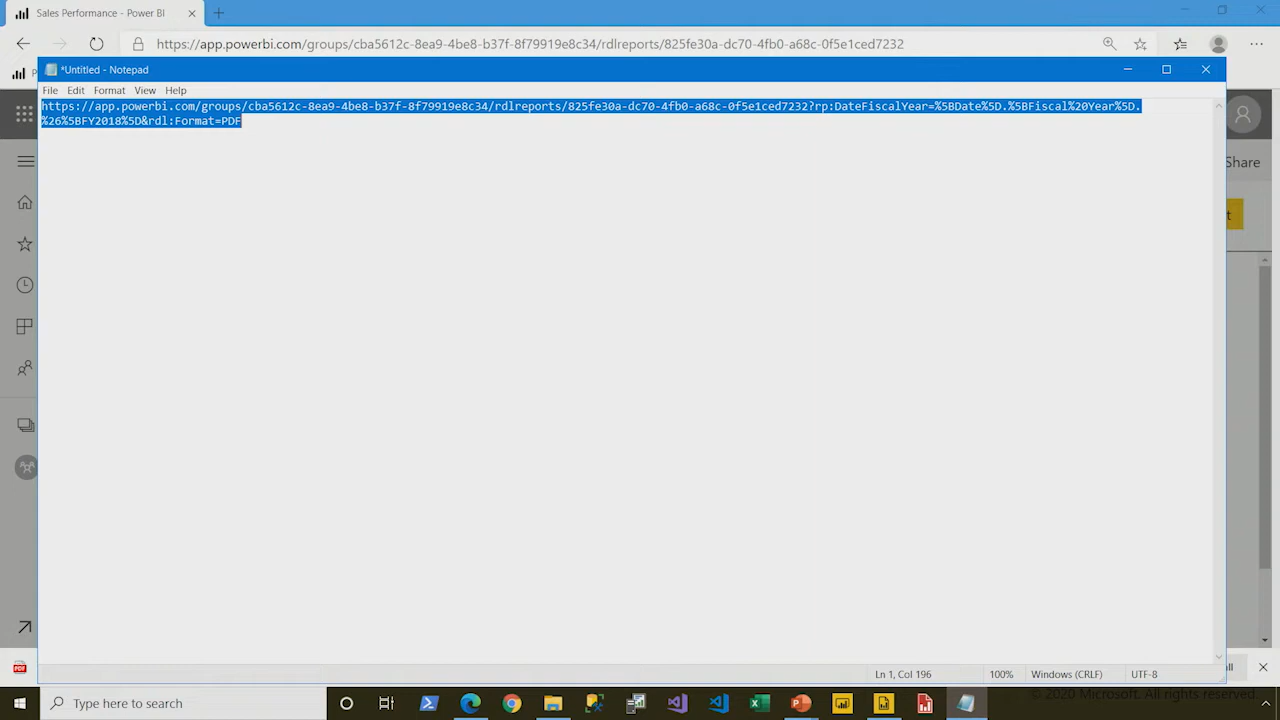 Sales Performance - Power BI
https://app.powerbi.com/groups/cba5612c-8ea9-4be8-b37f-8f79919e8c34/rdlreports/825fe30a-dc70-4fb0-a68c-0f5e1ced7232
P
*Untitled - Notepad
File Edit Format View Help
https://app.powerbi.com/groups/cba5612c-8ea9-4be8-b37f-8f79919e8c34/rdlreports/825fe30a-dc70-4fb0-a68c-0f5e1ced7232?rp:DateFiscalYear=%5BDate%5D.%5BFiscal%20Year%5D.
%26%5BFY2018%5D&rdl:Format=PDF
Share
t
PDF
ll
Ln 1, Col 196 100% Windows (CRLF) UTF-8
© 2020 Microsoft. All rights reserved.
Type here to search